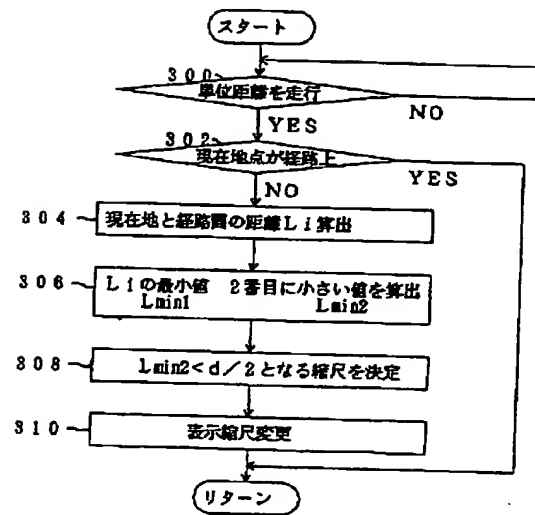 スタート
300
単位距離を走行
NO
YES
302
現在地点が経路上
YES
NO
304
現在地と経路間の距離Li算出
306
Liの最小値 2番目に小さい値を算出
Lmin1 Lmin2
308
Lmin2<d/2となる縮尺を決定
310
表示縮尺変更
リターン